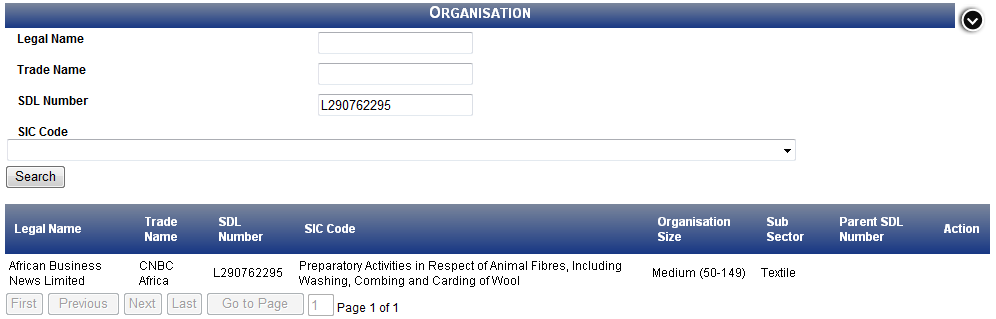 ORGANISATION
Legal Name
Trade Name
SDL Number L290762295
SIC Code
Search
Legal Name Trade Name SDL Number SIC Code Organisation Size Sub Sector Parent SDL Number Action
African Business News Limited CNBC Africa L290762295 Preparatory Activities in Respect of Animal Fibres, Including Washing, Combing and Carding of Wool Medium (50-149) Textile
First Previous Next Last Go to Page 1 Page 1 of 1